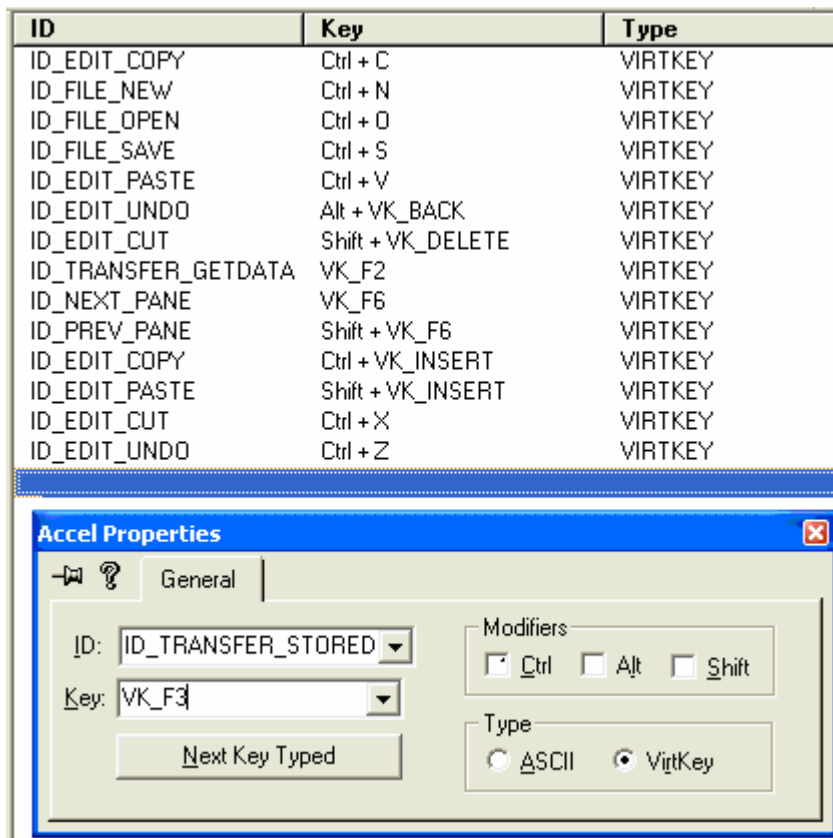 ID Key Type
ID_EDIT_COPY Ctrl + C VIRTKEY
ID_FILE_NEW Ctrl + N VIRTKEY
ID_FILE_OPEN Ctrl + O VIRTKEY
ID_FILE_SAVE Ctrl + S VIRTKEY
ID_EDIT_PASTE Ctrl + V VIRTKEY
ID_EDIT_UNDO Alt + VK_BACK VIRTKEY
ID_EDIT_CUT Shift + VK_DELETE VIRTKEY
ID_TRANSFER_GETDATA VK_F2 VIRTKEY
ID_NEXT_PANE VK_F6 VIRTKEY
ID_PREV_PANE Shift + VK_F6 VIRTKEY
ID_EDIT_COPY Ctrl + VK_INSERT VIRTKEY
ID_EDIT_PASTE Shift + VK_INSERT VIRTKEY
ID_EDIT_CUT Ctrl + X VIRTKEY
ID_EDIT_UNDO Ctrl + Z VIRTKEY
Accel Properties
General
ID: ID_TRANSFER_STORED
Key: VK_F3
Next Key Typed
Modifiers
Ctrl Alt Shift
Type
ASCII VirtKey